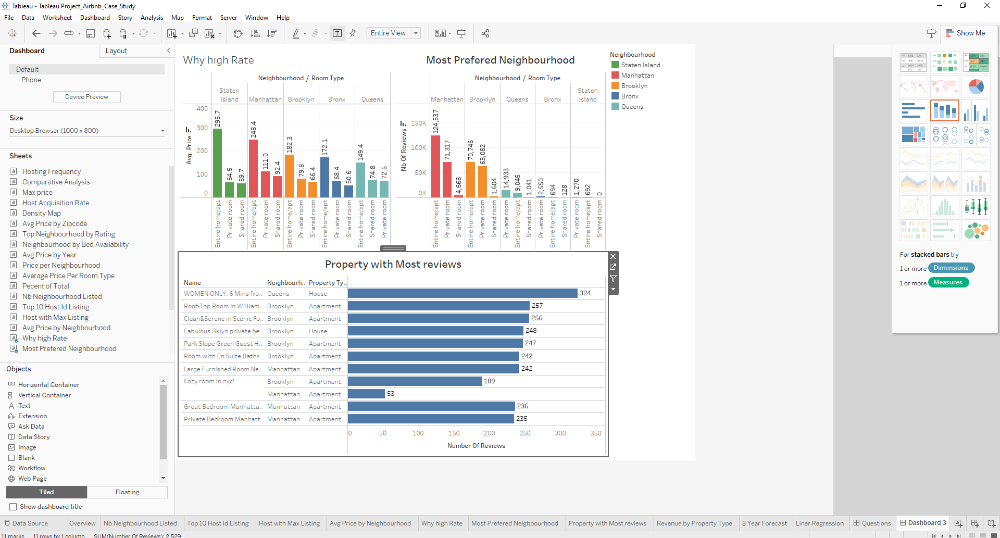 Tableau - Tableau Project_Airbnb_Case_Study
File Data Worksheet Dashboard Story Analysis Map Format Server Window Help
Entire View
Show Me
Dashboard Layout
Default
Phone
Device Preview
Size
Desktop Browser (1000 x 800)
Sheets
Hosting Frequency
Comparative Analysis
Max price
Host Acquisition Rate
Density Map
Avg Price by Zipcode
Top Neighbourhood by Rating
Neighbourhood by Bed Availability
Avg Price by Year
Price per Neighbourhood
Average Price Per Room Type
Pecent of Total
Nb Neighbourhood Listed
Top 10 Host Id Listing
Host with Max Listing
Avg Price by Neighbourhood
Why high Rate
Most Prefered Neighbourhood
Objects
Horizontal Container
Vertical Container
Text
Extension
Ask Data
Data Story
Image
Blank
Workflow
Web Page
Tiled Floating
Show dashboard title
Why high Rate
Neighbourhood / Room Type
Staten Island Manhattan Brooklyn Bronx Queens
Avg. Price
400
300
200
100
0
295.7 64.5 59.7 248.4 111.0 92.4 182.3 79.8 66.4 172.1 68.4 50.6 149.4 74.8 72.5
Entire home/apt Private room Shared room Entire home/apt Private room Shared room Entire home/apt Private room Shared room Entire home/apt Private room Shared room Entire home/apt Shared room Private room
Most Prefered Neighbourhood
Neighbourhood / Room Type
Manhattan Brooklyn Queens Bronx Staten Island
Nb Of Reviews
150K
100K
50K
0K
124,537 71,317 4,668 70,746 63,082 1,604 14,933 9,045 1,041 2,550 694 128 1,270 692 0
Entire home/apt Private room Shared room Entire home/apt Private room Shared room Private room Entire home/apt Shared room Private room Entire home/apt Shared room Private room Entire home/apt Shared room
Neighbourhood
Staten Island
Manhattan
Brooklyn
Bronx
Queens
Property with Most reviews
Name Neighbourh.. Property Ty..
WOMEN ONLY. 6 Mins fro.. Queens House 324
Roof-Top Room in William.. Brooklyn Apartment 257
Clean&Serene in Scenic Fo.. Brooklyn Apartment 256
Fabulous Bklyn private be.. Brooklyn House 248
Park Slope Green Guest H.. Brooklyn Apartment 247
Room with En Suite Bathr.. Brooklyn Apartment 242
Large Furnished Room Ne.. Manhattan Apartment 242
Cozy room in nyc! Brooklyn Apartment 189
Manhattan Apartment 53
Great Bedroom Manhatta.. Manhattan Apartment 236
Private Bedroom Manhatt.. Manhattan Apartment 235
0 50 100 150 200 250 300 350
Number Of Reviews
For stacked bars try
1 or more Dimensions
1 or more Measures
Data Source Overview Nb Neighbourhood Listed Top 10 Host Id Listing Host with Max Listing Avg Price by Neighbourhood Why high Rate Most Prefered Neighbourhood Property with Most reviews Revenue by Property Type 3 Year Forecast Liner Regression Questions Dashboard 3
11 marks 11 rows by 1 column SUM(Number Of Reviews): 2,529